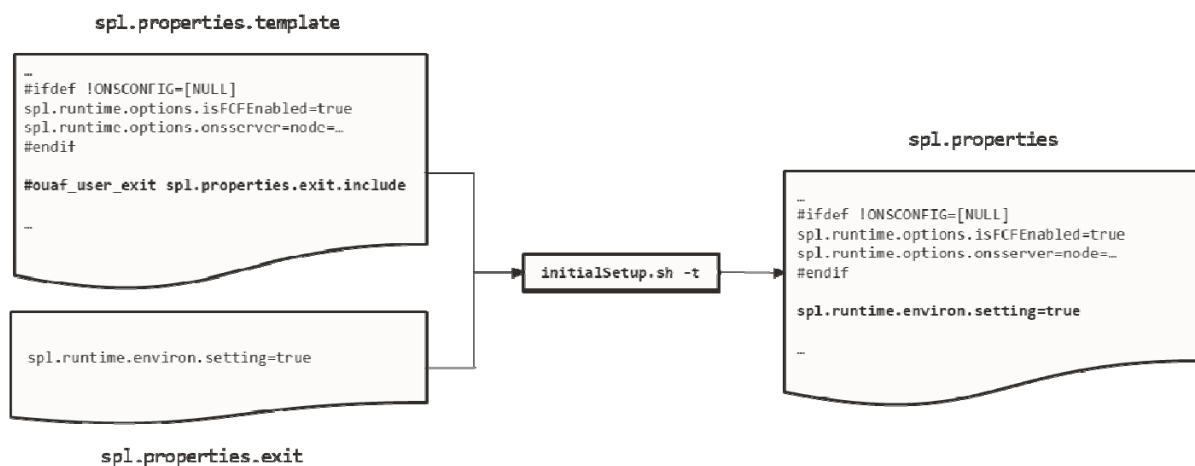 spl.properties.template
…
#ifdef !ONSCONFIG=[NULL]
spl.runtime.options.isFCFEnabled=true
spl.runtime.options.onsserver=node=…
#endif
#ouaf_user_exit spl.properties.exit.include
…
spl.runtime.environ.setting=true
spl.properties.exit
initialSetup.sh -t
spl.properties
…
#ifdef !ONSCONFIG=[NULL]
spl.runtime.options.isFCFEnabled=true
spl.runtime.options.onsserver=node=…
#endif
spl.runtime.environ.setting=true
…